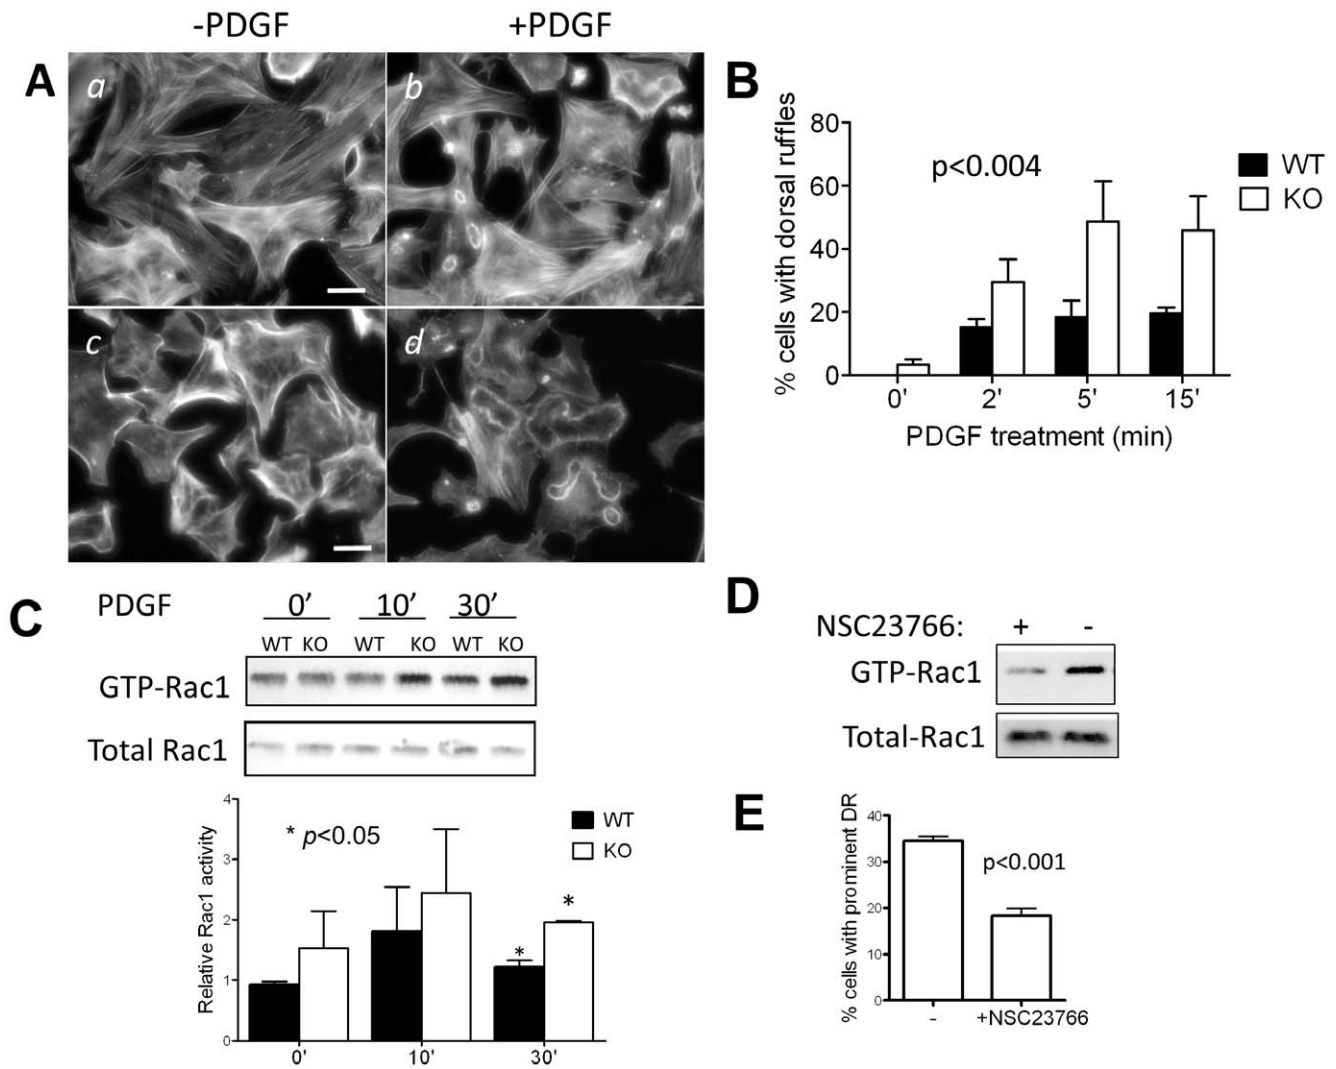 -PDGF +PDGF
A
a
b
c
d
B
% cells with dorsal ruffles
80
60
40
20
0
p<0.004
WT
KO
0' 2' 5' 15'
PDGF treatment (min)
C
PDGF 0’ 10’ 30’
WT KO WT KO WT KO
GTP-Rac1
Total Rac1
Relative Rac1 activity
4
3
2
1
0
* p<0.05
WT
KO
*
*
0' 10' 30'
D
NSC23766: + -
GTP-Rac1
Total-Rac1
E
% cells with prominent DR
40
30
20
10
0
p<0.001
- +NSC23766